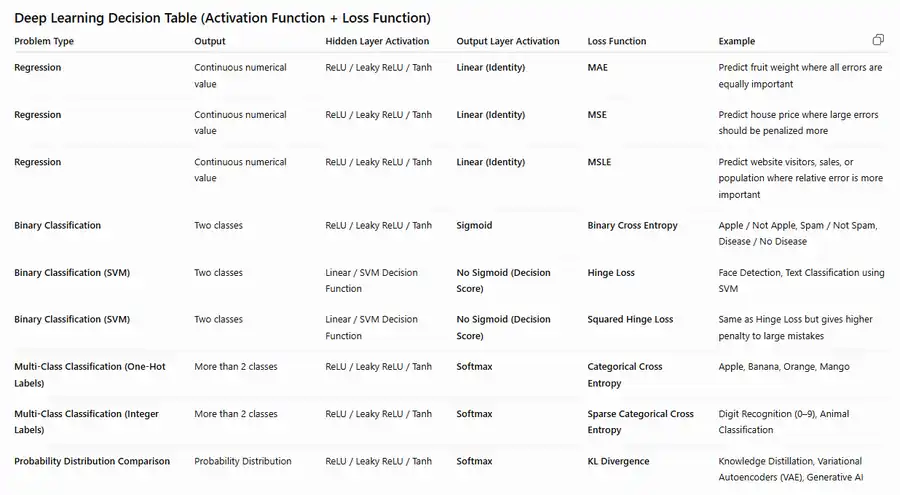 Deep Learning Decision Table (Activation Function + Loss Function)
Problem Type Output Hidden Layer Activation Output Layer Activation Loss Function Example
Regression Continuous numerical value ReLU / Leaky ReLU / Tanh Linear (Identity) MAE Predict fruit weight where all errors are equally important
Regression Continuous numerical value ReLU / Leaky ReLU / Tanh Linear (Identity) MSE Predict house price where large errors should be penalized more
Regression Continuous numerical value ReLU / Leaky ReLU / Tanh Linear (Identity) MSLE Predict website visitors, sales, or population where relative error is more important
Binary Classification Two classes ReLU / Leaky ReLU / Tanh Sigmoid Binary Cross Entropy Apple / Not Apple, Spam / Not Spam, Disease / No Disease
Binary Classification (SVM) Two classes Linear / SVM Decision Function No Sigmoid (Decision Score) Hinge Loss Face Detection, Text Classification using SVM
Binary Classification (SVM) Two classes Linear / SVM Decision Function No Sigmoid (Decision Score) Squared Hinge Loss Same as Hinge Loss but gives higher penalty to large mistakes
Multi-Class Classification (One-Hot Labels) More than 2 classes ReLU / Leaky ReLU / Tanh Softmax Categorical Cross Entropy Apple, Banana, Orange, Mango
Multi-Class Classification (Integer Labels) More than 2 classes ReLU / Leaky ReLU / Tanh Softmax Sparse Categorical Cross Entropy Digit Recognition (0–9), Animal Classification
Probability Distribution Comparison Probability Distribution ReLU / Leaky ReLU / Tanh Softmax KL Divergence Knowledge Distillation, Variational Autoencoders (VAE), Generative AI